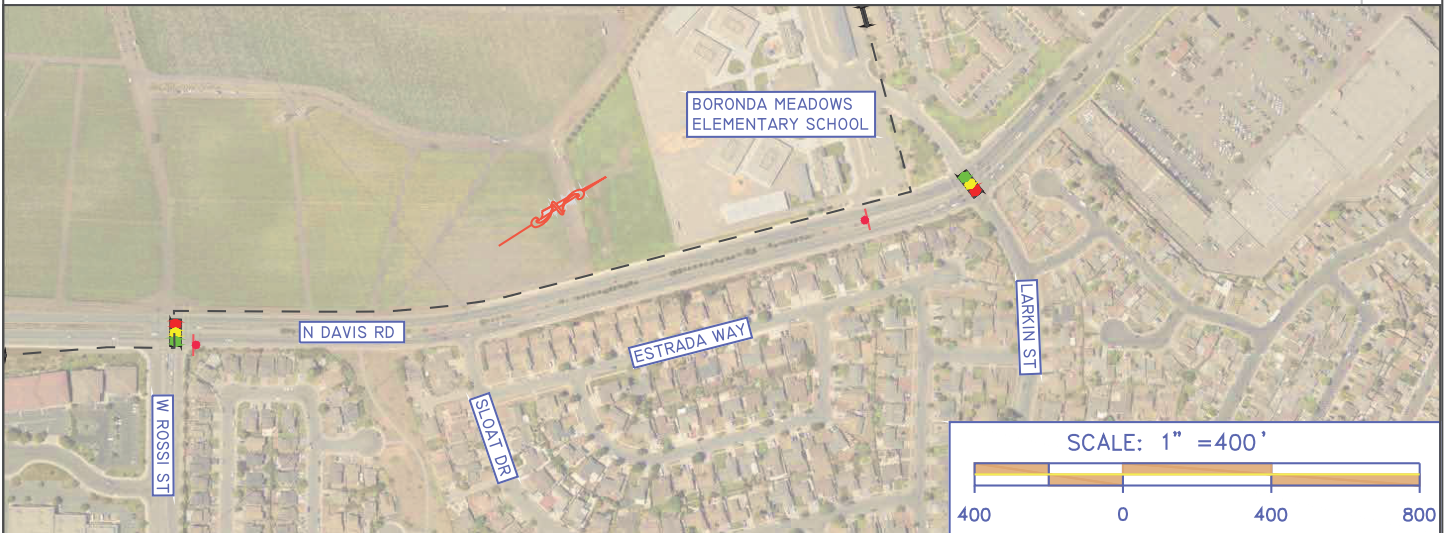 BORONDA MEADOWS
ELEMENTARY SCHOOL
N DAVIS RD
ESTRADA WAY
LARKIN ST
W ROSSI ST
SLOAT DR
SCALE: 1" =400'
400 0 400 800